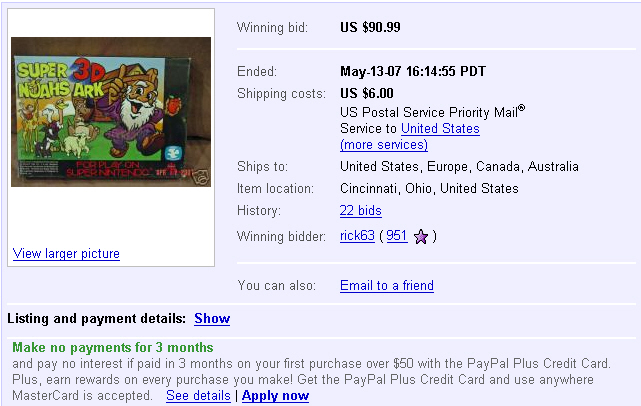 SUPER 3D
NOAHS ARK
FOR PLAY ON
SUPER NINTENDO
View larger picture
Winning bid: US $90.99
Ended: May-13-07 16:14:55 PDT
Shipping costs: US $6.00
US Postal Service Priority Mail®
Service to United States
(more services)
Ships to: United States, Europe, Canada, Australia
Item location: Cincinnati, Ohio, United States
History: 22 bids
Winning bidder: rick63 ( 951 )
You can also: Email to a friend
Listing and payment details: Show
Make no payments for 3 months
and pay no interest if paid in 3 months on your first purchase over $50 with the PayPal Plus Credit Card.
Plus, earn rewards on every purchase you make! Get the PayPal Plus Credit Card and use anywhere
MasterCard is accepted. See details | Apply now